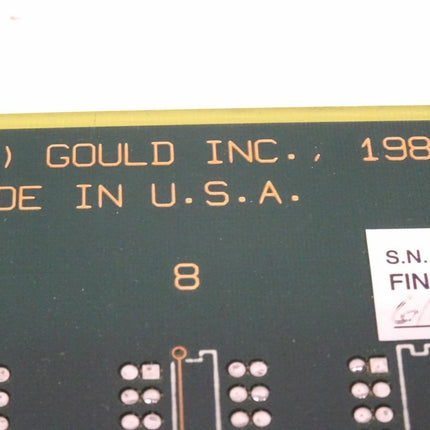 ) GOULD INC., 198
DE IN U.S.A.
8
S.N.
FIN